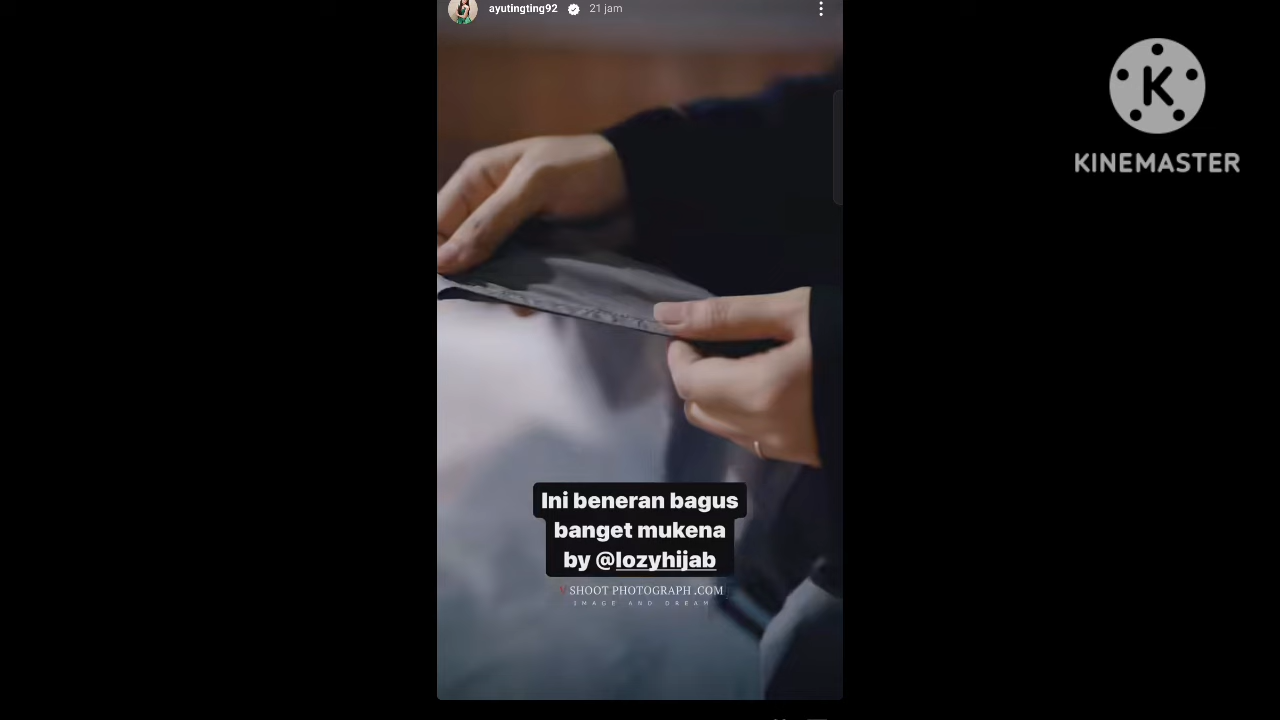 ayutingting92 21 jam
K
KINEMASTER
Ini beneran bagus
banget mukena
by @lozyhijab
V SHOOT PHOTOGRAPH .COM
IMAGE AND DREAM